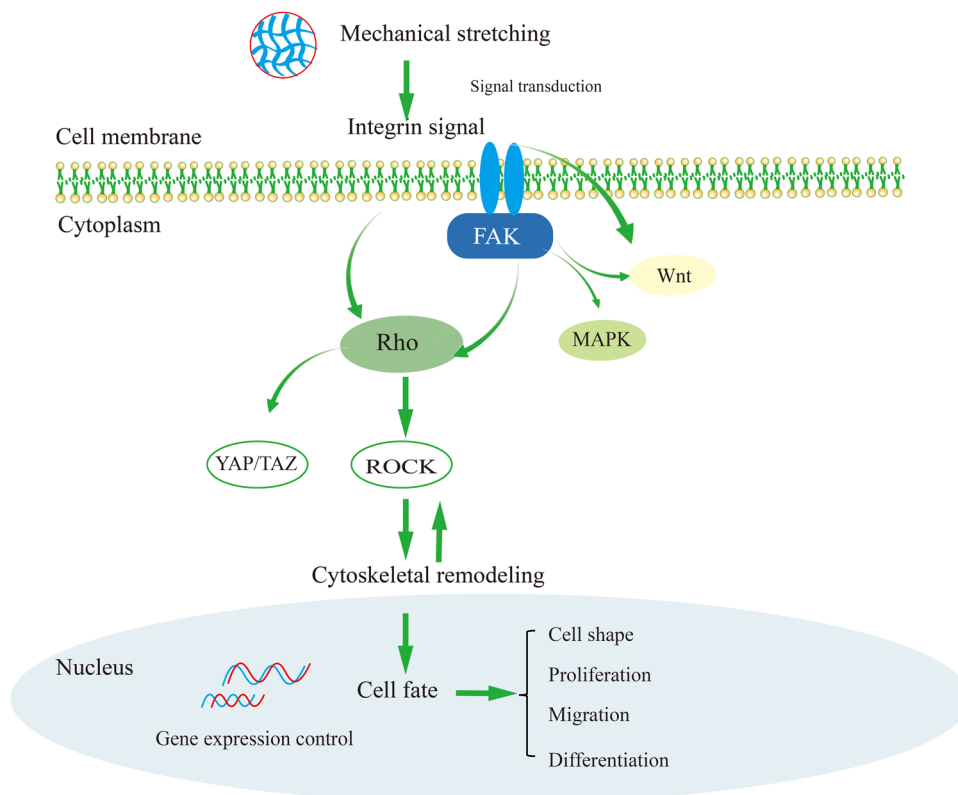 Mechanical stretching
Signal transduction
Integrin signal
Cell membrane
Cytoplasm
FAK
Wnt
MAPK
Rho
YAP/TAZ
ROCK
Cytoskeletal remodeling
Nucleus
Cell fate
Cell shape
Proliferation
Migration
Differentiation
Gene expression control